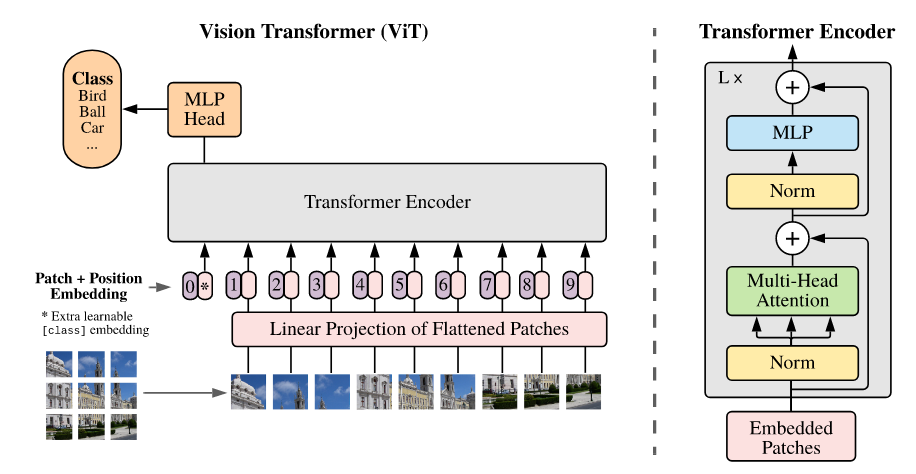 Vision Transformer (ViT)
Class
Bird
Ball
Car
...
MLP
Head
Transformer Encoder
Patch + Position
Embedding
0 * 1 2 3 4 5 6 7 8 9
* Extra learnable
[class] embedding
Linear Projection of Flattened Patches
Transformer Encoder
L ×
+
MLP
Norm
+
Multi-Head
Attention
Norm
Embedded
Patches